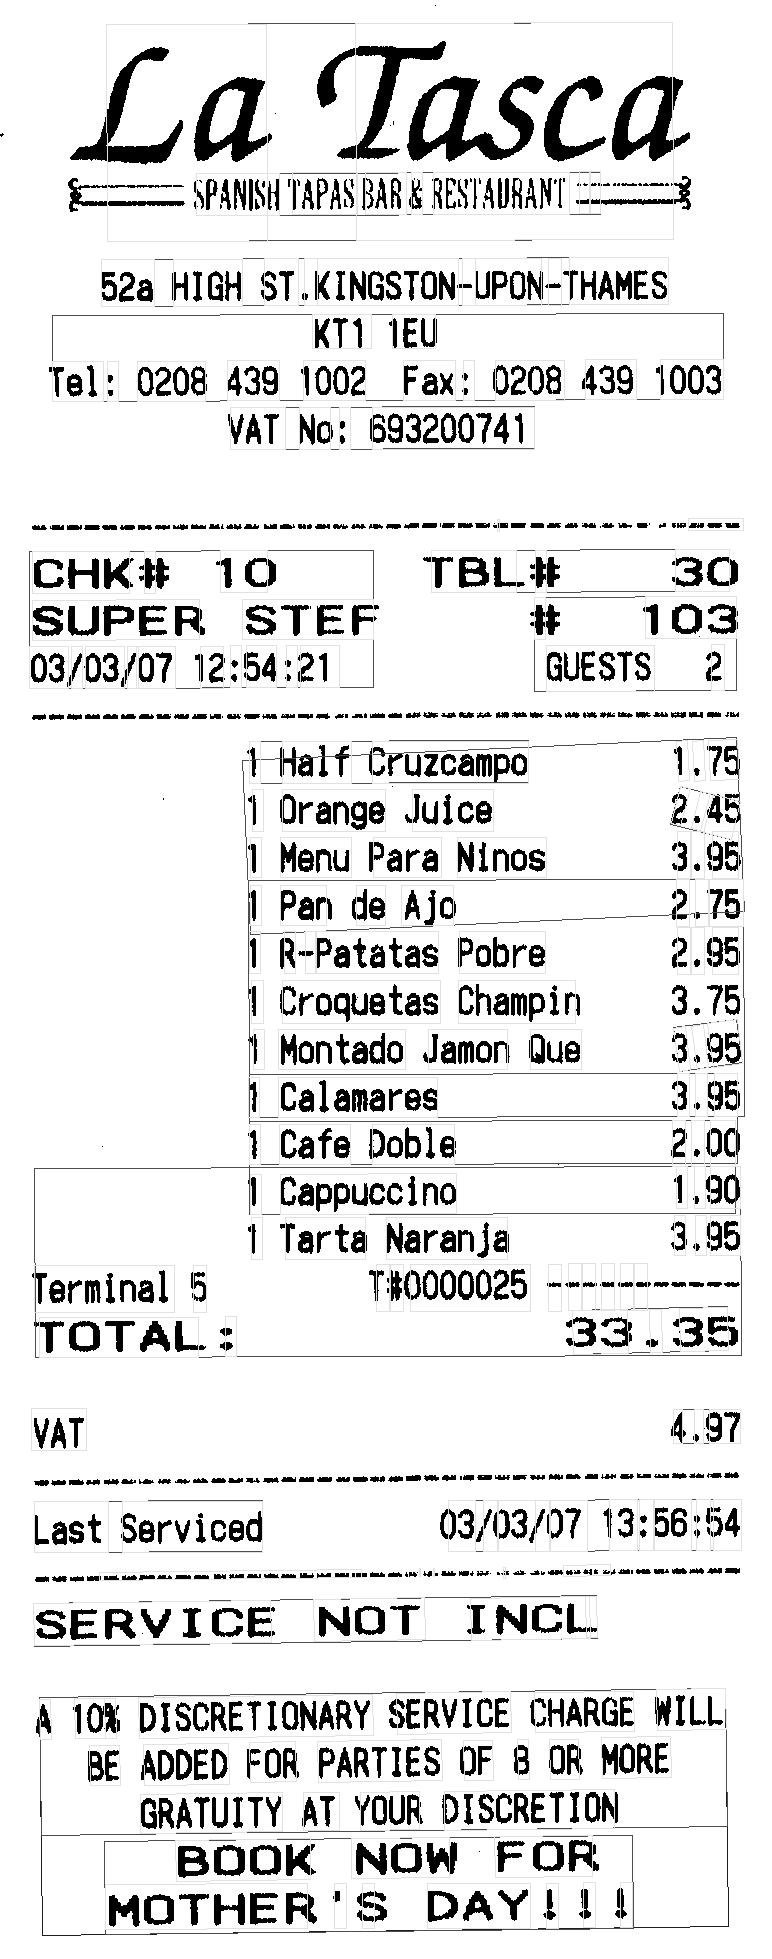 La Tasca
SPANISH TAPAS BAR & RESTAURANT
52a HIGH ST.KINGSTON-UPON-THAMES
KT1 1EU
Tel: 0208 439 1002 Fax: 0208 439 1003
VAT No: 693200741
CHK# 10 TBL# 30
SUPER STEF # 103
03/03/07 12:54:21 GUESTS 2
1 Half Cruzcampo 1.75
1 Orange Juice 2.45
1 Menu Para Ninos 3.95
1 Pan de Ajo 2.75
1 R-Patatas Pobre 2.95
1 Croquetas Champin 3.75
1 Montado Jamon Que 3.95
1 Calamares 3.95
1 Cafe Doble 2.00
1 Cappuccino 1.90
1 Tarta Naranja 3.95
Terminal 5 T#0000025 -----------
TOTAL: 33.35
VAT 4.97
Last Serviced 03/03/07 13:56:54
SERVICE NOT INCL
A 10% DISCRETIONARY SERVICE CHARGE WILL
BE ADDED FOR PARTIES OF 8 OR MORE
GRATUITY AT YOUR DISCRETION
BOOK NOW FOR
MOTHER'S DAY!!!